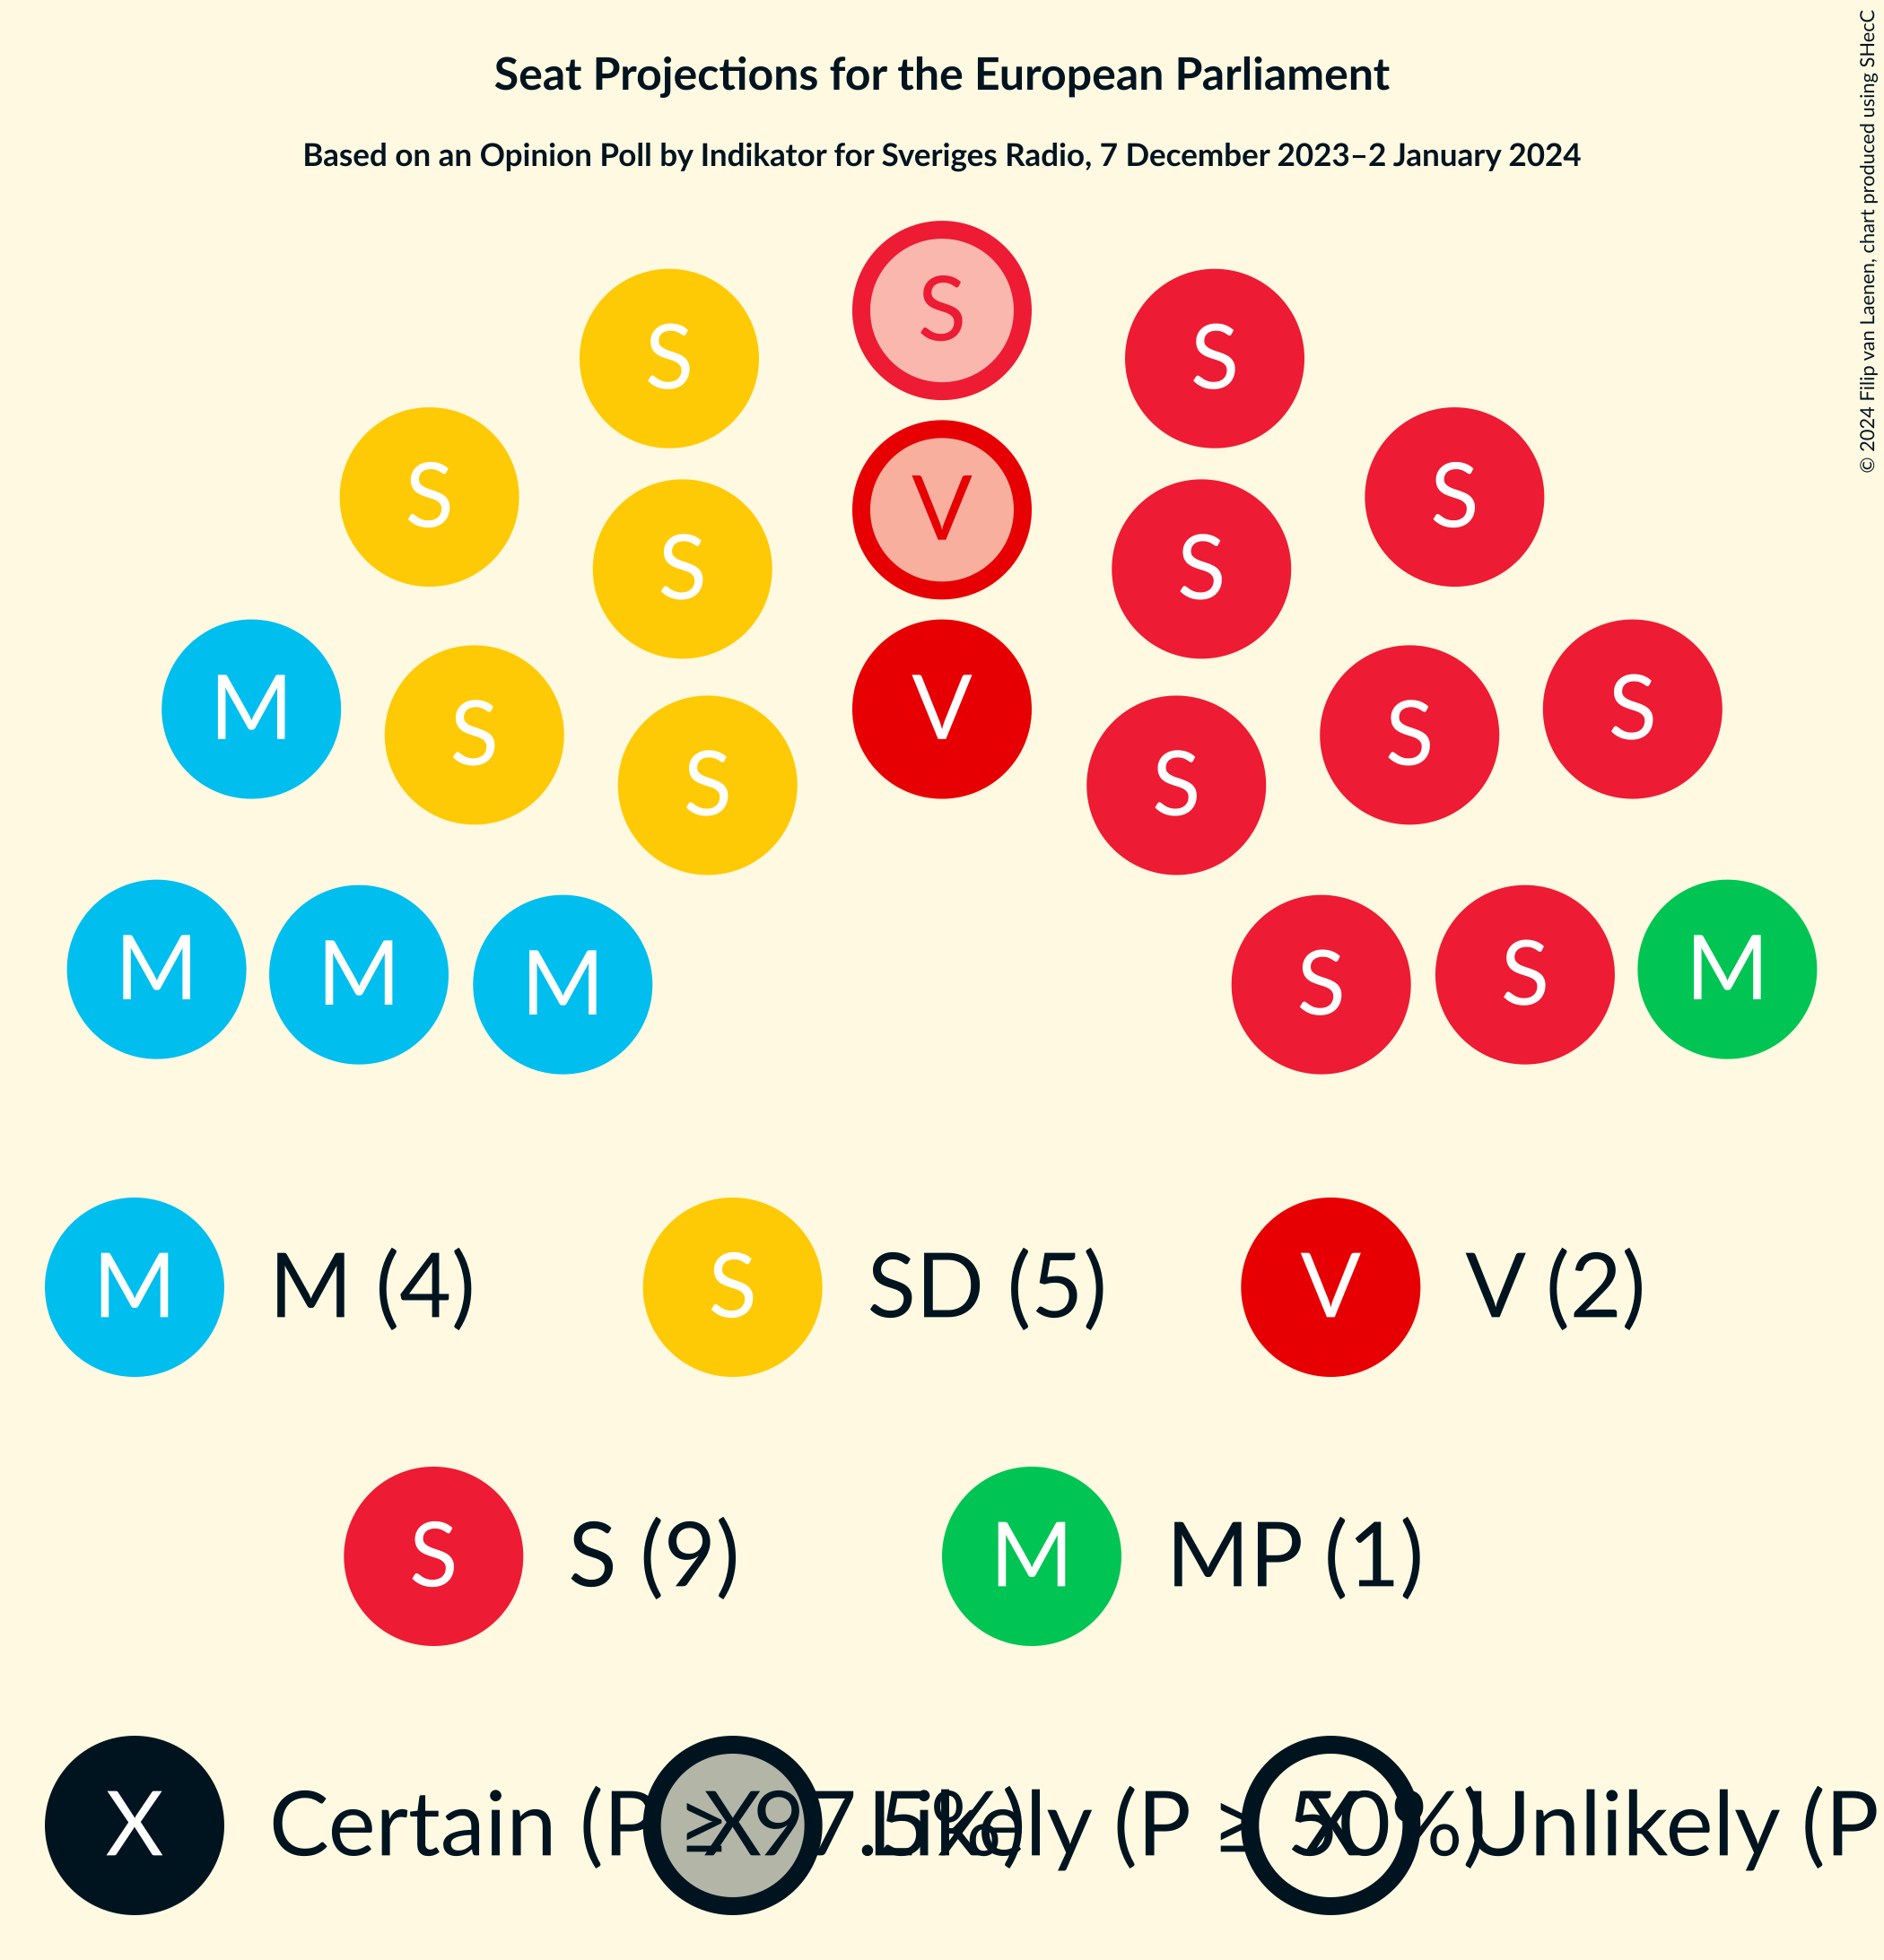 Seat Projections for the European Parliament
Based on an Opinion Poll by Indikator for Sveriges Radio, 7 December 2023–2 January 2024
© 2024 Filip van Laenen, chart produced using SHecC
S
S S
S S
V
S S
M V S
S S
S S
M M
M M
S S
M M (4) S SD (5) V V (2)
S S (9) M MP (1)
X Certain (P ≥ 97.5%) X Likely (P ≥ 50%) X Unlikely (P